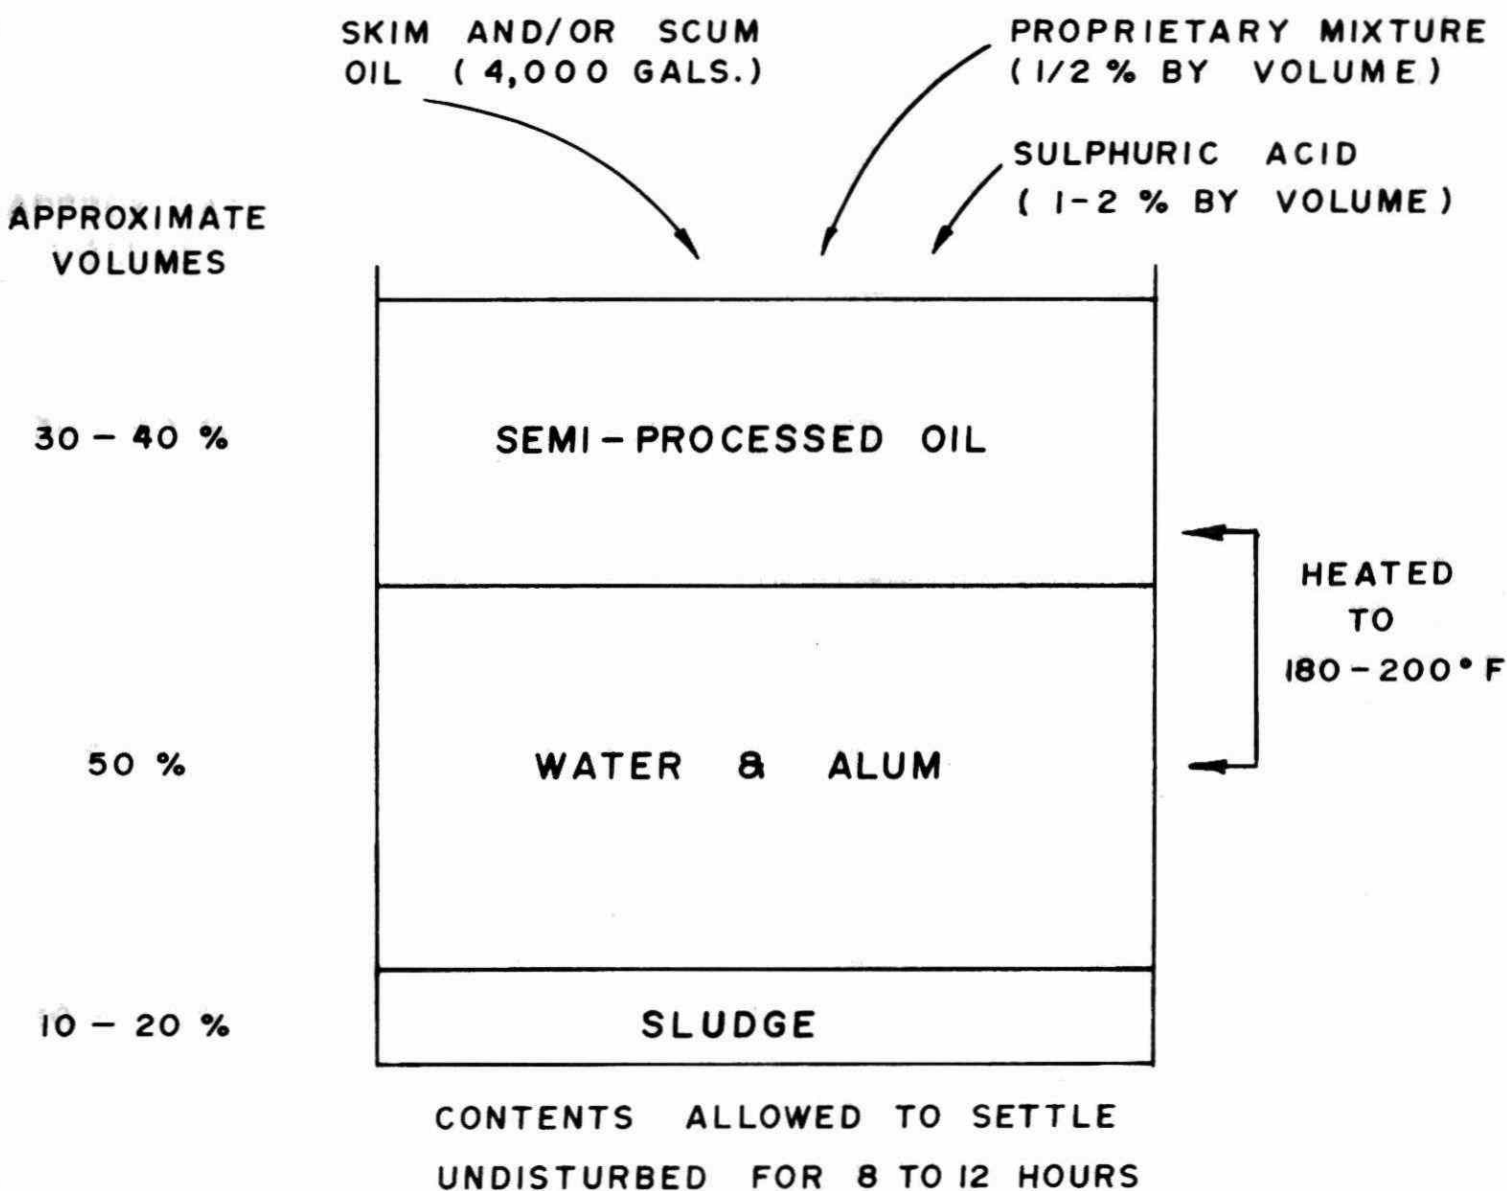 SKIM AND/OR SCUM
OIL ( 4,000 GALS.)
PROPRIETARY MIXTURE
( 1/2 % BY VOLUME )
SULPHURIC ACID
( 1-2 % BY VOLUME )
APPROXIMATE
VOLUMES
30 - 40 %
SEMI-PROCESSED OIL
HEATED
TO
180-200° F
50 %
WATER & ALUM
10 - 20 %
SLUDGE
CONTENTS ALLOWED TO SETTLE
UNDISTURBED FOR 8 TO 12 HOURS